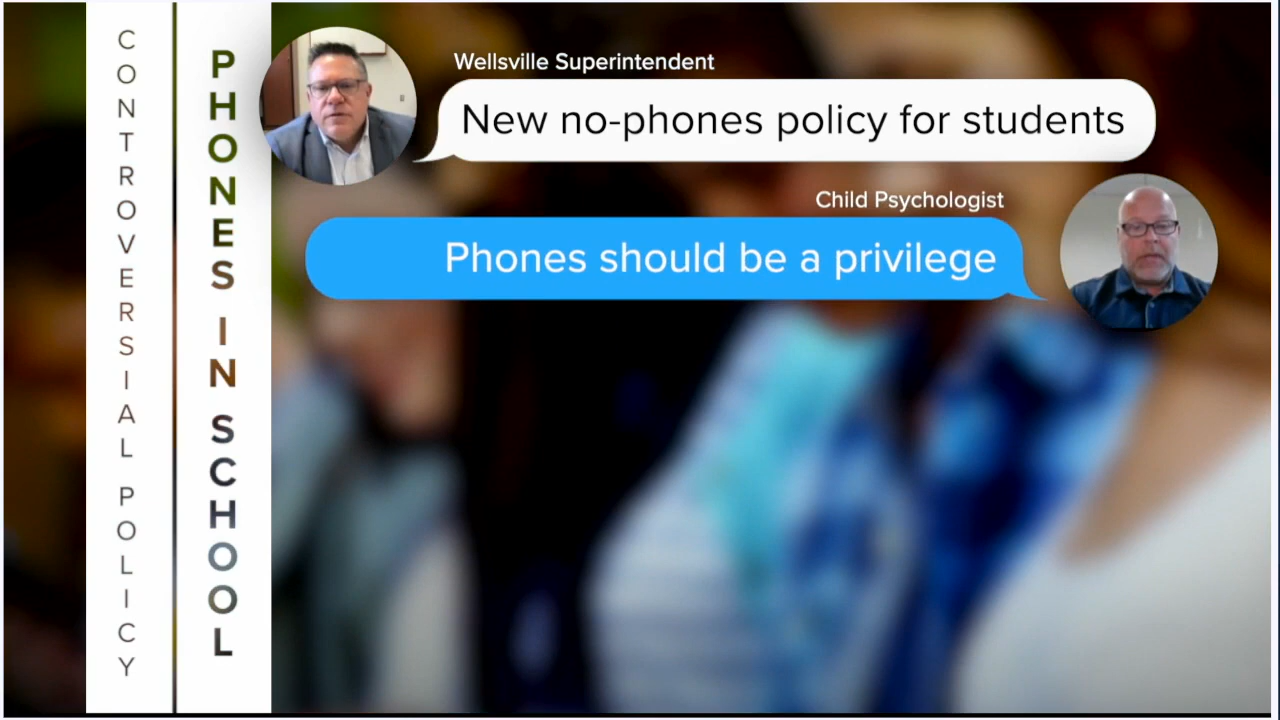 CONTROVERSIAL POLICY
PHONES IN SCHOOL
Wellsville Superintendent
New no-phones policy for students
Child Psychologist
Phones should be a privilege